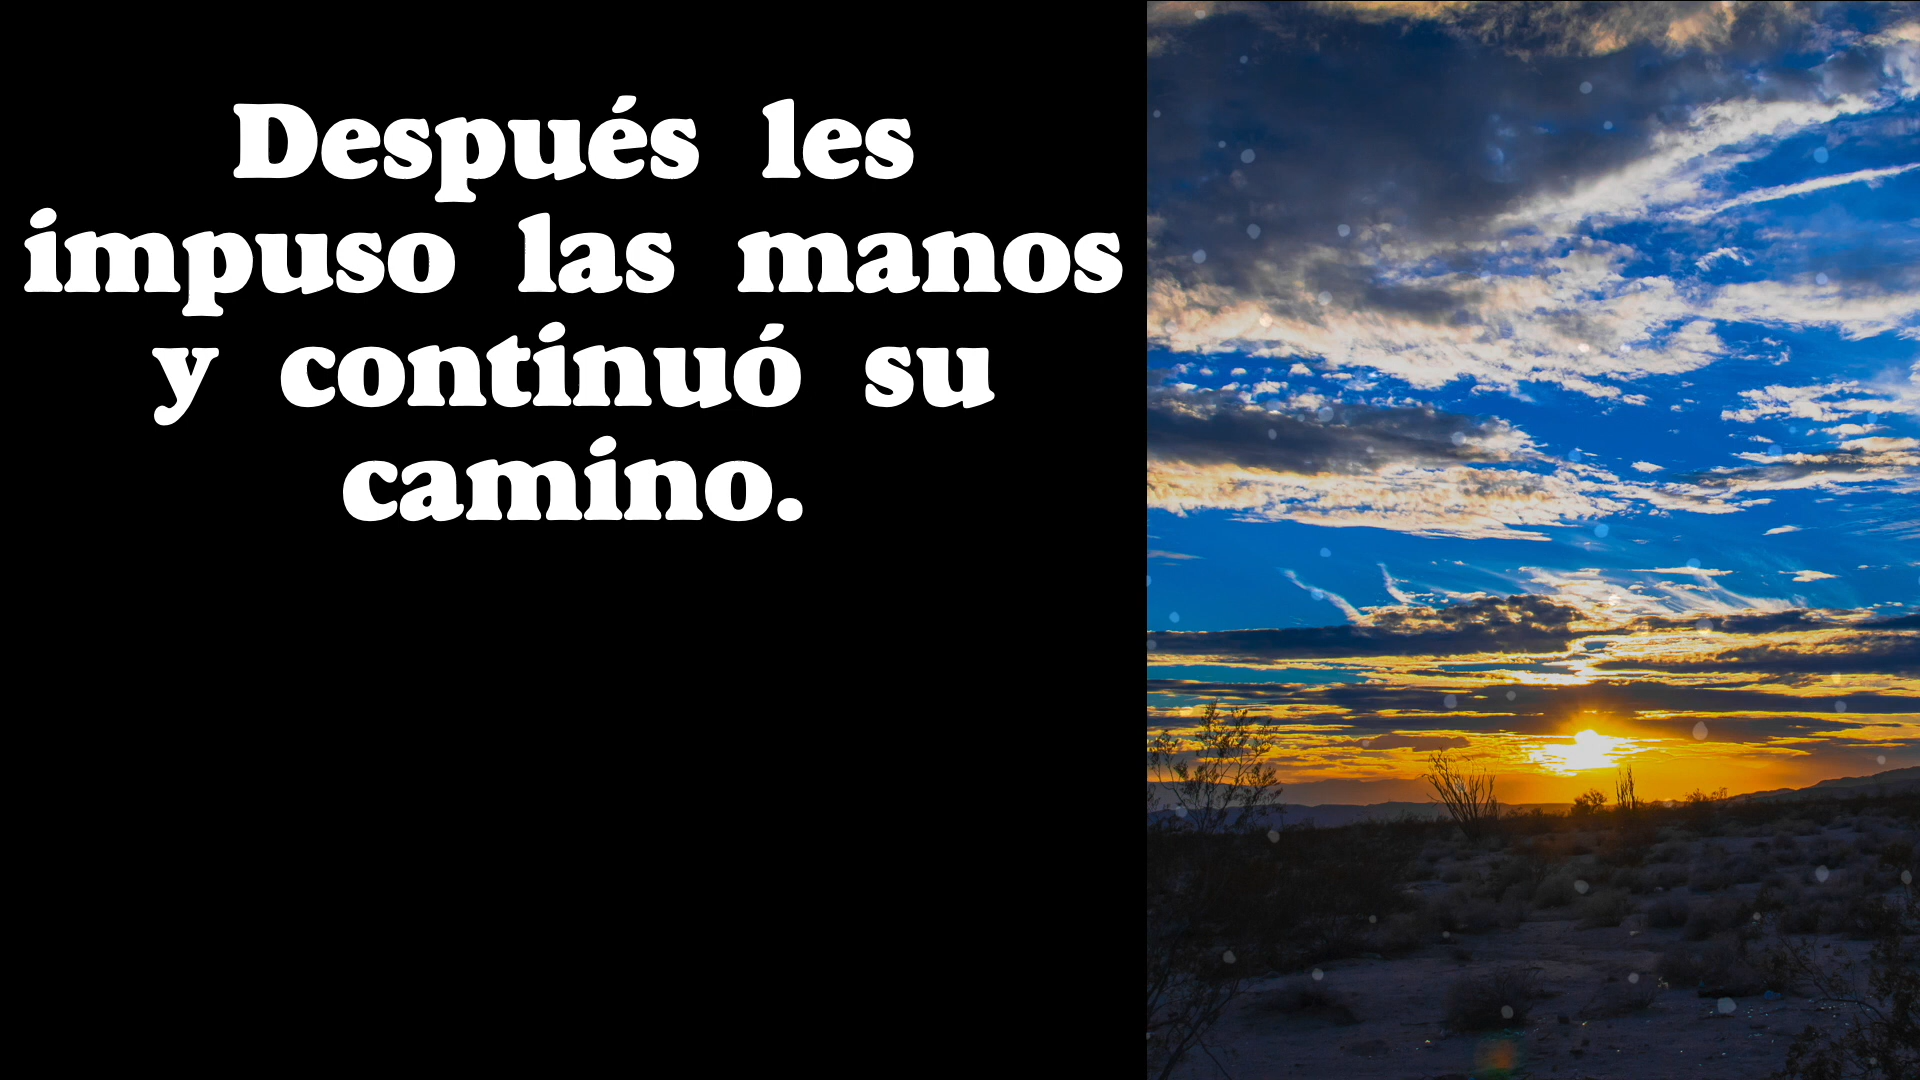 Después les
impuso las manos
y continuó su
camino.